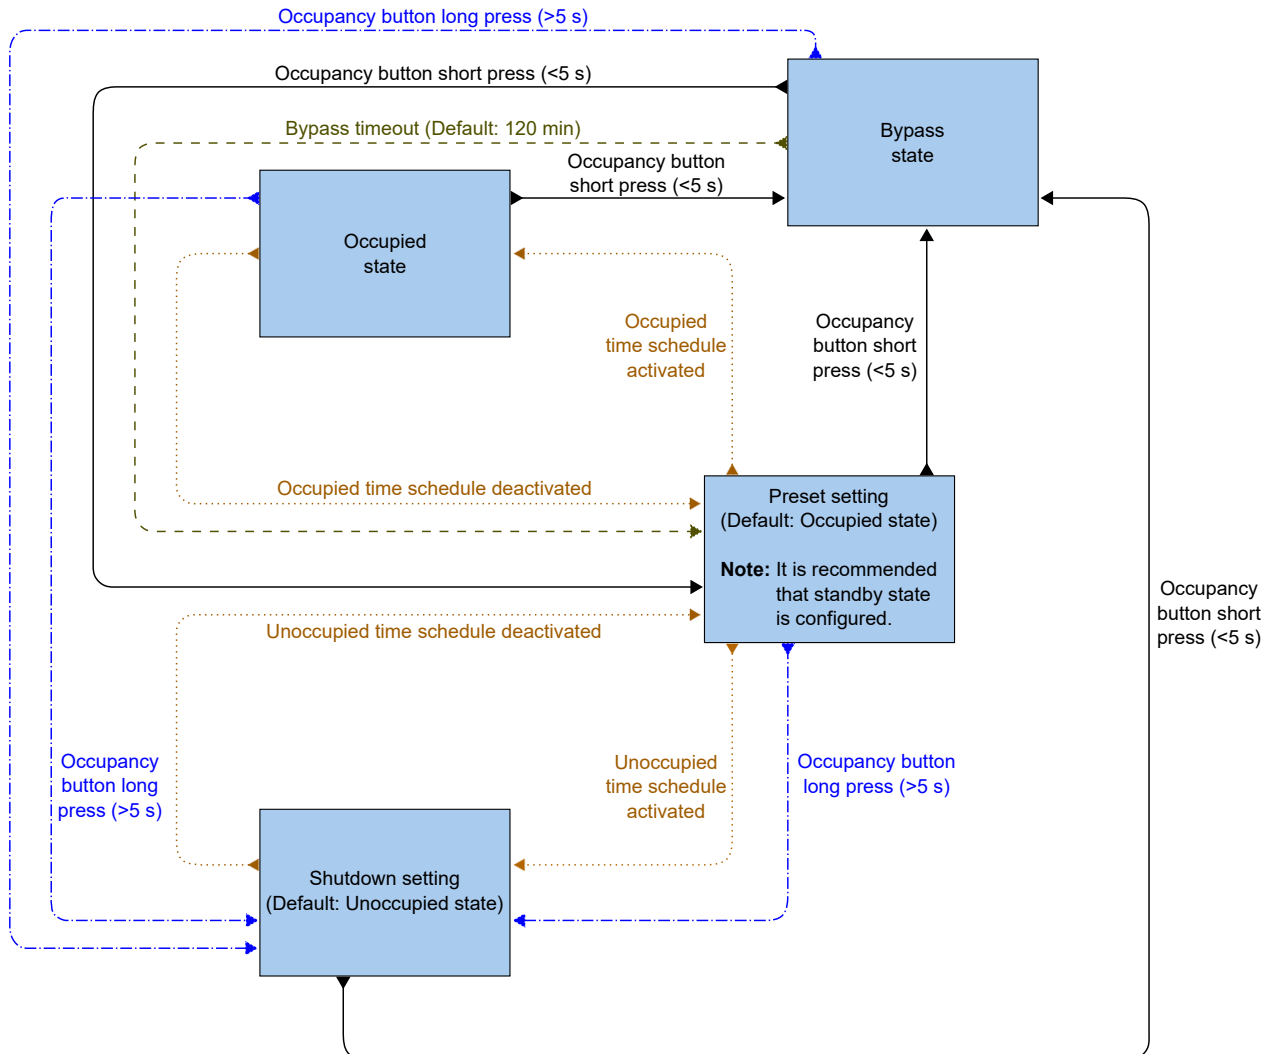 Occupancy button long press (>5 s)
Occupancy button short press (<5 s)
Bypass timeout (Default: 120 min)
Bypass
state
Occupancy button
short press (<5 s)
Occupied
state
Occupied
time schedule
activated
Occupancy
button short
press (<5 s)
Occupied time schedule deactivated
Preset setting
(Default: Occupied state)
Note: It is recommended
that standby state
is configured.
Occupancy
button short
press (<5 s)
Unoccupied time schedule deactivated
Occupancy
button long
press (>5 s)
Unoccupied
time schedule
activated
Occupancy button
long press (>5 s)
Shutdown setting
(Default: Unoccupied state)